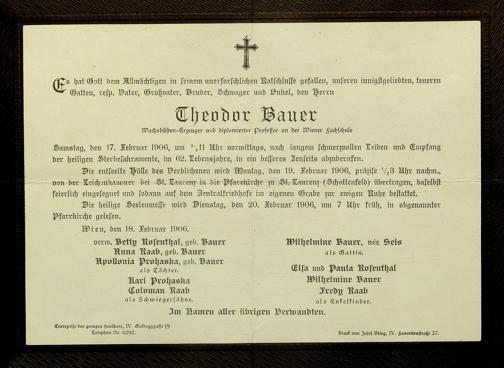 Es hat Gott dem Allmächtigen in seinem unerforschlichen Ratschlusse gefallen, unseren innigstgeliebten, teueren
Gatten, resp. Vater, Großvater, Bruder, Schwager und Onkel, den Herrn
Theodor Bauer
Wachsblüten-Erzeuger und diplomierter Professor an der Wiener Fachschule
Samstag, den 17. Februar 1906, um 1/211 Uhr vormittags, nach langem schmerzvollen Leiden und Empfang
der heiligen Sterbesakramente, im 62. Lebensjahre, in ein besseres Jenseits abzuberufen.
Die entseelte Hülle des Verblichenen wird Montag, den 19. Februar 1906, präzise 1/23 Uhr nachm.,
von der Leichenkammer bei St. Laurenz in die Pfarrkirche zu St. Laurenz (Schottenfeld) übertragen, daselbst
feierlich eingesegnet und sodann auf dem Zentralfriedhofe im eigenen Grabe zur ewigen Ruhe bestattet.
Die heilige Seelenmesse wird Dienstag, den 20. Februar 1906, um 7 Uhr früh, in obgenannter
Pfarrkirche gelesen.
Wien, den 18. Februar 1906.
verw. Betty Rosenthal, geb. Bauer
Anna Raab, geb. Bauer
Apollonia Prohaska, geb. Bauer
als Töchter.
Karl Prohaska
Coloman Raab
als Schwiegersöhne.
Wilhelmine Bauer, née Seis
als Gattin.
Elsa und Paula Rosenthal
Wilhelmine Bauer
Fredy Raab
als Enkelkinder.
Im Namen aller übrigen Verwandten.
Entreprise des pompes funèbres, IV. Goldeggasse 19
Telephon Nr. 6292.
Druck von Josef Bileg, IV. Favoritenstraße 27.